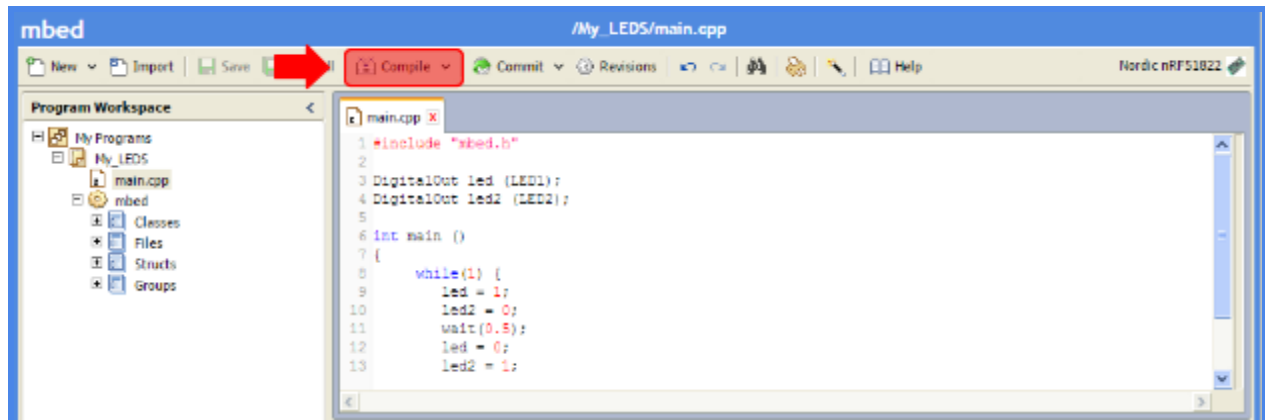 mbed /My_LEDS/main.cpp
New Import Save ll Compile Commit Revisions Help Nordic nRF51822
Program Workspace <
main.cpp x
My Programs
My_LEDS
main.cpp
mbed
Classes
Files
Structs
Groups
1 #include "mbed.h"
2
3 DigitalOut led (LED1);
4 DigitalOut led2 (LED2);
5
6 int main ()
7 {
8 while(1) {
9 led = 1;
10 led2 = 0;
11 wait(0.5);
12 led = 0;
13 led2 = 1;